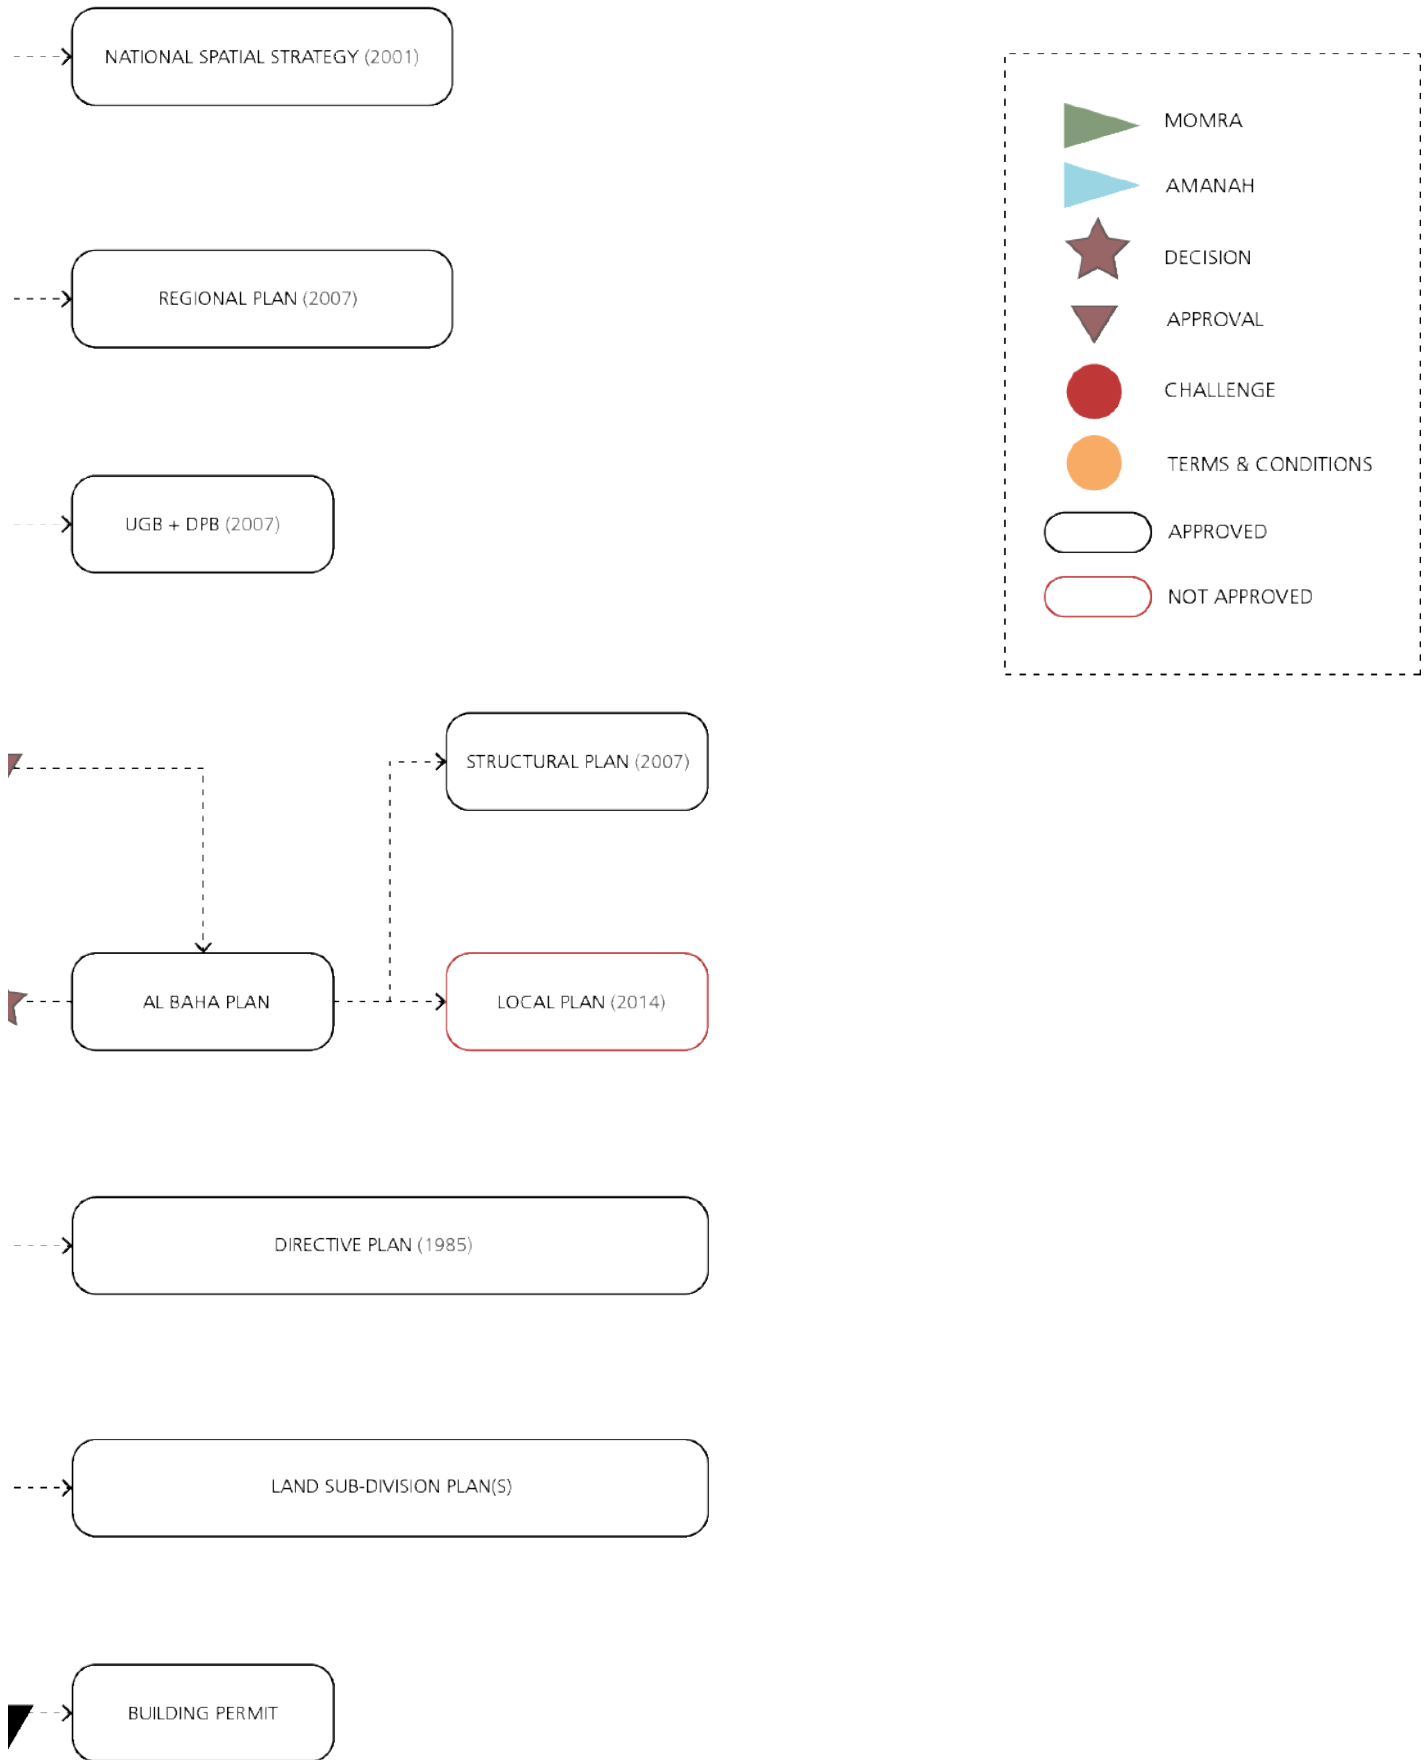 NATIONAL SPATIAL STRATEGY (2001)
REGIONAL PLAN (2007)
UGB + DPB (2007)
STRUCTURAL PLAN (2007)
AL BAHA PLAN
LOCAL PLAN (2014)
DIRECTIVE PLAN (1985)
LAND SUB-DIVISION PLAN(S)
BUILDING PERMIT
MOMRA
AMANAH
DECISION
APPROVAL
CHALLENGE
TERMS & CONDITIONS
APPROVED
NOT APPROVED